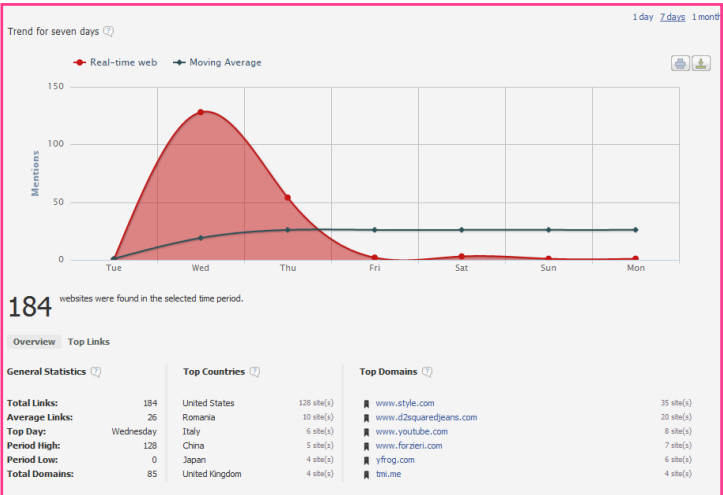 1 day 7 days 1 month
Trend for seven days ?
Real-time web Moving Average
150
100
50
0
Mentions
Tue Wed Thu Fri Sat Sun Mon
184 websites were found in the selected time period.
Overview Top Links
General Statistics ? Top Countries ? Top Domains ?
Total Links: 184 United States 128 site(s) www.style.com 35 site(s)
Average Links: 26 Romania 10 site(s) www.d2squaredjeans.com 20 site(s)
Top Day: Wednesday Italy 6 site(s) www.youtube.com 8 site(s)
Period High: 128 China 5 site(s) www.forzieri.com 7 site(s)
Period Low: 0 Japan 4 site(s) yfrog.com 6 site(s)
Total Domains: 85 United Kingdom 4 site(s) tmi.me 4 site(s)